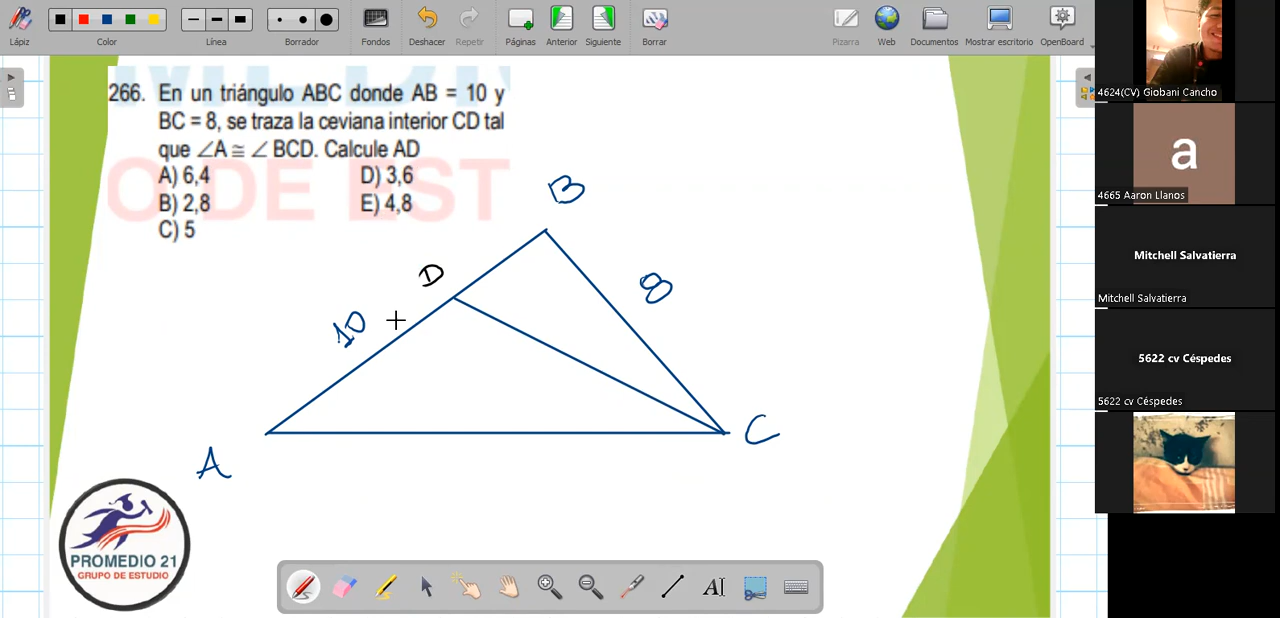 Lápiz
Color
Línea
Borrador
Fondos
Deshacer
Repetir
Páginas
Anterior
Siguiente
Borrar
Pizarra
Web
Documentos
Mostrar escritorio
OpenBoard
266. En un triángulo ABC donde AB = 10 y
BC = 8, se traza la ceviana interior CD tal
que ∠A ≅ ∠ BCD. Calcule AD
A) 6,4
D) 3,6
B) 2,8
E) 4,8
C) 5
O DE EST
B
D
8
10
A
C
PROMEDIO 21
GRUPO DE ESTUDIO
AI
4624(CV) Giobani Cancho
a
4665 Aaron Llanos
Mitchell Salvatierra
Mitchell Salvatierra
5622 cv Céspedes
5622 cv Céspedes